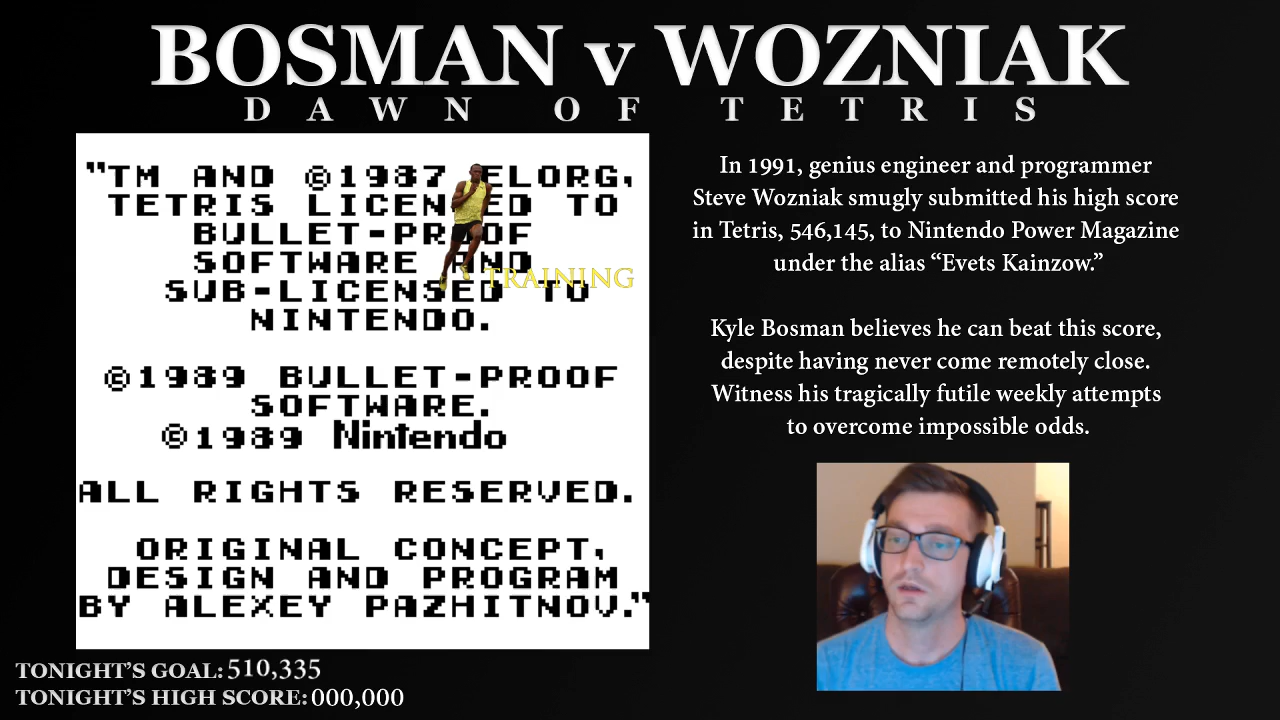 BOSMAN v WOZNIAK
DAWN OF TETRIS
"TM AND ©1987 ELORG,
TETRIS LICENSED TO
BULLET-PROOF
SOFTWARE AND
SUB-LICENSED TO
NINTENDO.
TRAINING
©1989 BULLET-PROOF
SOFTWARE.
©1989 Nintendo
ALL RIGHTS RESERVED.
ORIGINAL CONCEPT,
DESIGN AND PROGRAM
BY ALEXEY PAZHITNOV."
In 1991, genius engineer and programmer
Steve Wozniak smugly submitted his high score
in Tetris, 546,145, to Nintendo Power Magazine
under the alias “Evets Kainzow.”
Kyle Bosman believes he can beat this score,
despite having never come remotely close.
Witness his tragically futile weekly attempts
to overcome impossible odds.
TONIGHT’S GOAL: 510,335
TONIGHT’S HIGH SCORE: 000,000